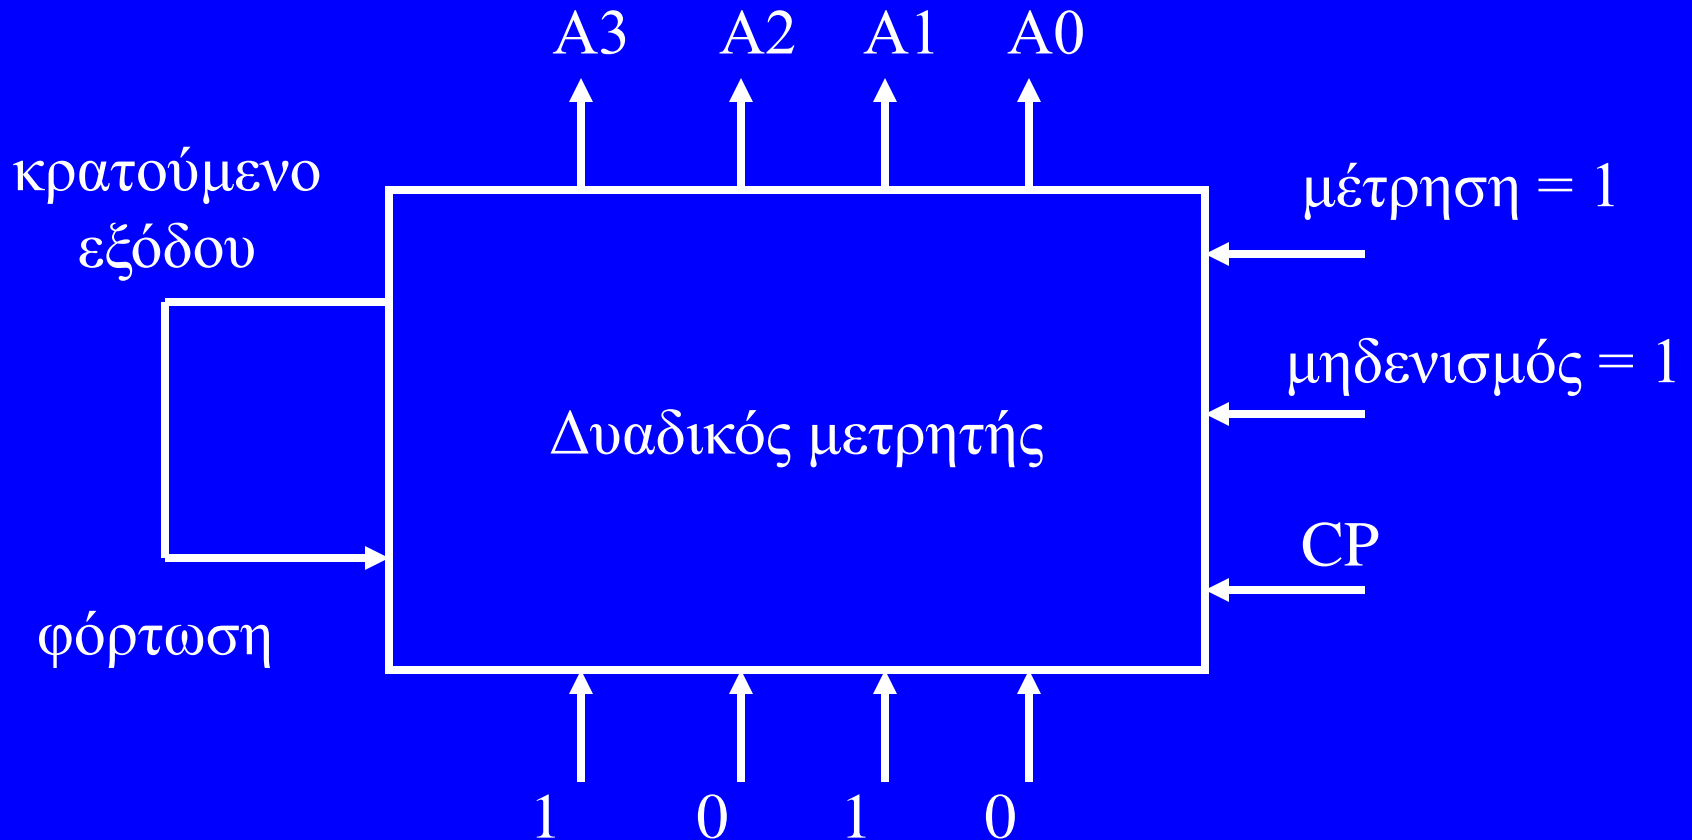 A3 A2 A1 A0
κρατούμενο
εξόδου
μέτρηση = 1
μηδενισμός = 1
Δυαδικός μετρητής
CP
φόρτωση
1 0 1 0